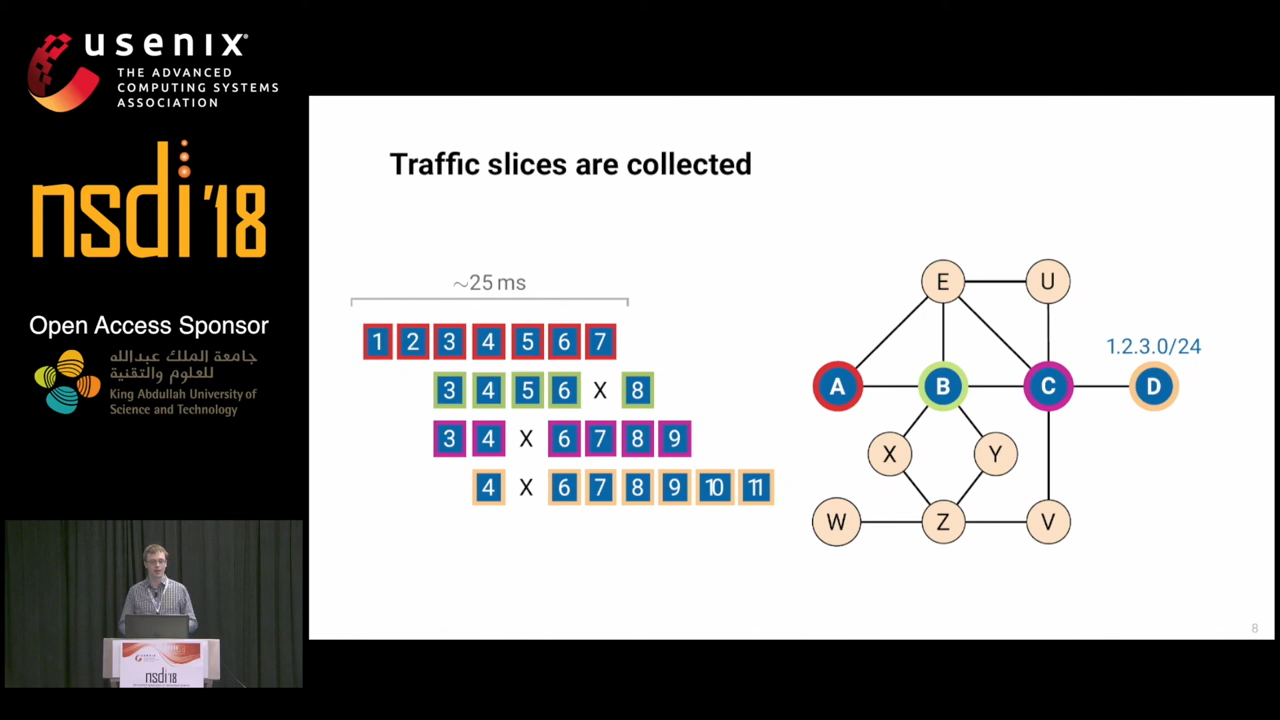 usenix
THE ADVANCED
COMPUTING SYSTEMS
ASSOCIATION
nsdi '18
Open Access Sponsor
جامعة الملك عبدالله
للعلوم والتقنية
King Abdullah University of
Science and Technology
Traffic slices are collected
~25 ms
1 2 3 4 5 6 7
3 4 5 6 X 8
3 4 X 6 7 8 9
4 X 6 7 8 9 10 11
E U
1.2.3.0/24
A B C D
X Y
W Z V
8
usenix
nsdi '18